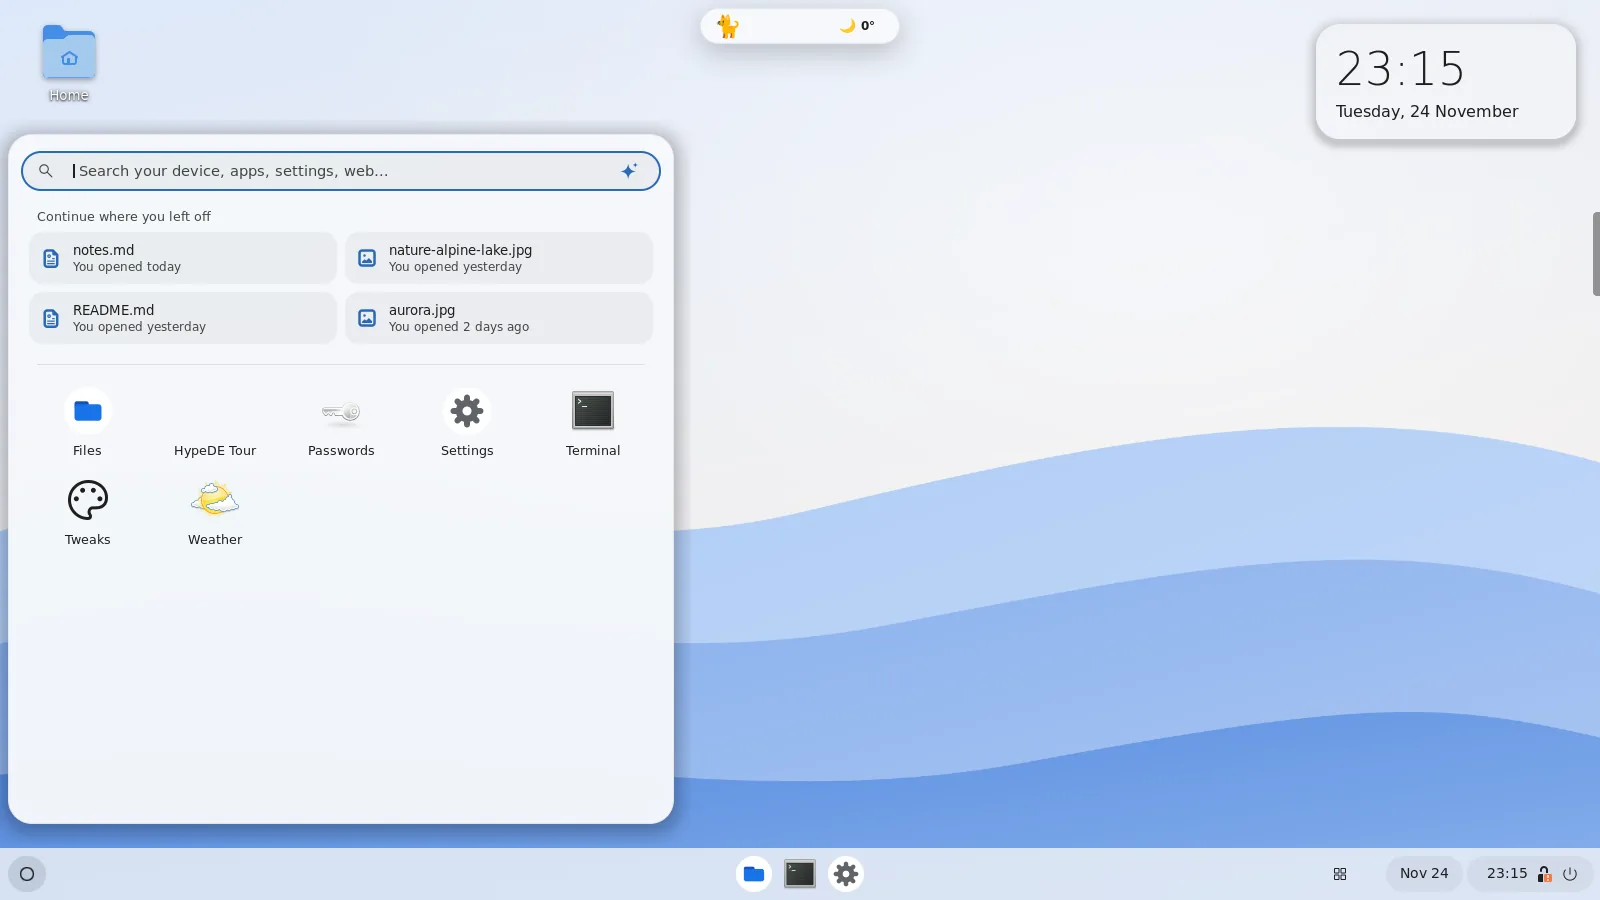 Home
0°
23:15
Tuesday, 24 November
Search your device, apps, settings, web...
Continue where you left off
notes.md
You opened today
nature-alpine-lake.jpg
You opened yesterday
README.md
You opened yesterday
aurora.jpg
You opened 2 days ago
Files
HypeDE Tour
Passwords
Settings
Terminal
Tweaks
Weather
Nov 24
23:15